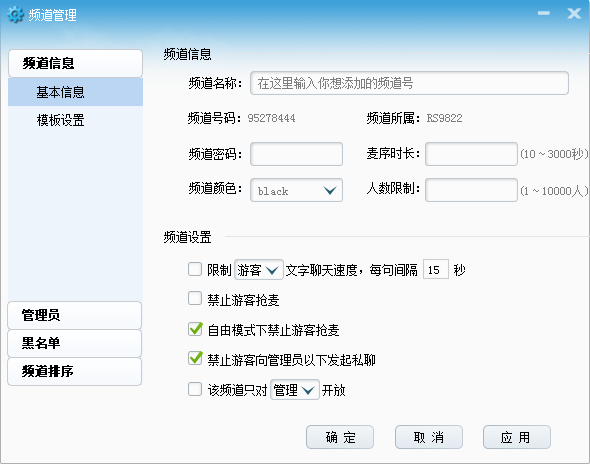 频道管理
频道信息
基本信息
模板设置
管理员
黑名单
频道排序
频道信息
频道名称: 在这里输入你想添加的频道号
频道号码: 95278444 频道所属: RS9822
频道密码: 麦序时长: (10~3000秒)
频道颜色: black 人数限制: (1~10000人)
频道设置
限制 游客 文字聊天速度，每句间隔 15 秒
禁止游客抢麦
自由模式下禁止游客抢麦
禁止游客向管理员以下发起私聊
该频道只对 管理 开放
确 定 取 消 应 用